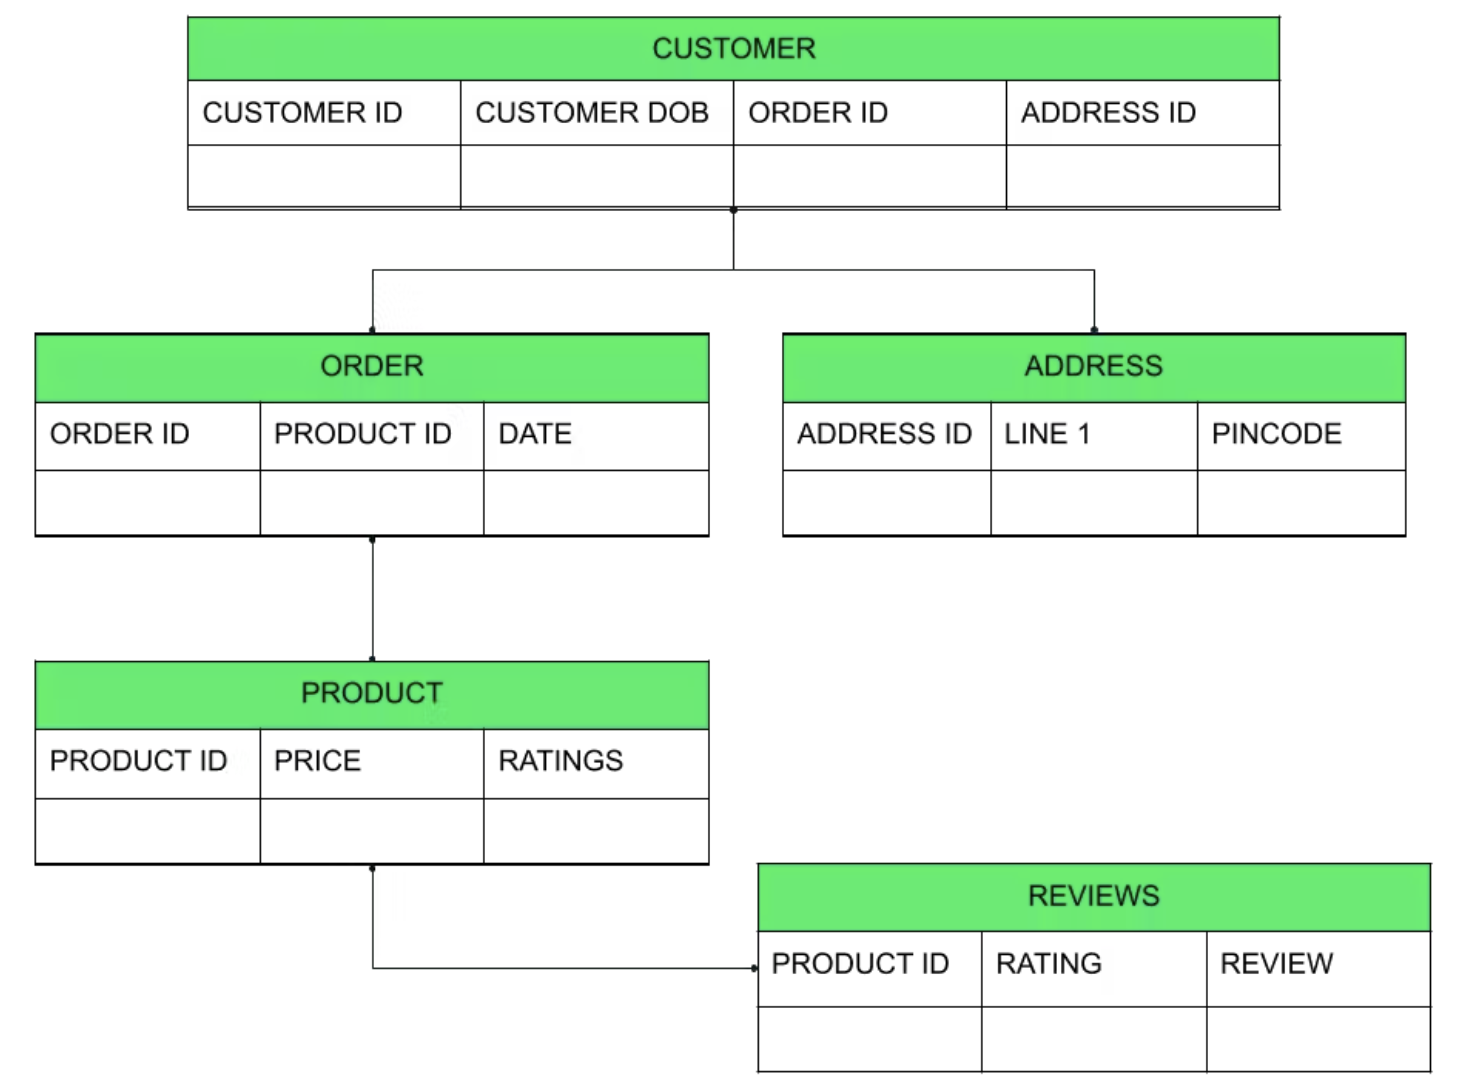 CUSTOMER
CUSTOMER ID CUSTOMER DOB ORDER ID ADDRESS ID
ORDER
ORDER ID PRODUCT ID DATE
ADDRESS
ADDRESS ID LINE 1 PINCODE
PRODUCT
PRODUCT ID PRICE RATINGS
REVIEWS
PRODUCT ID RATING REVIEW